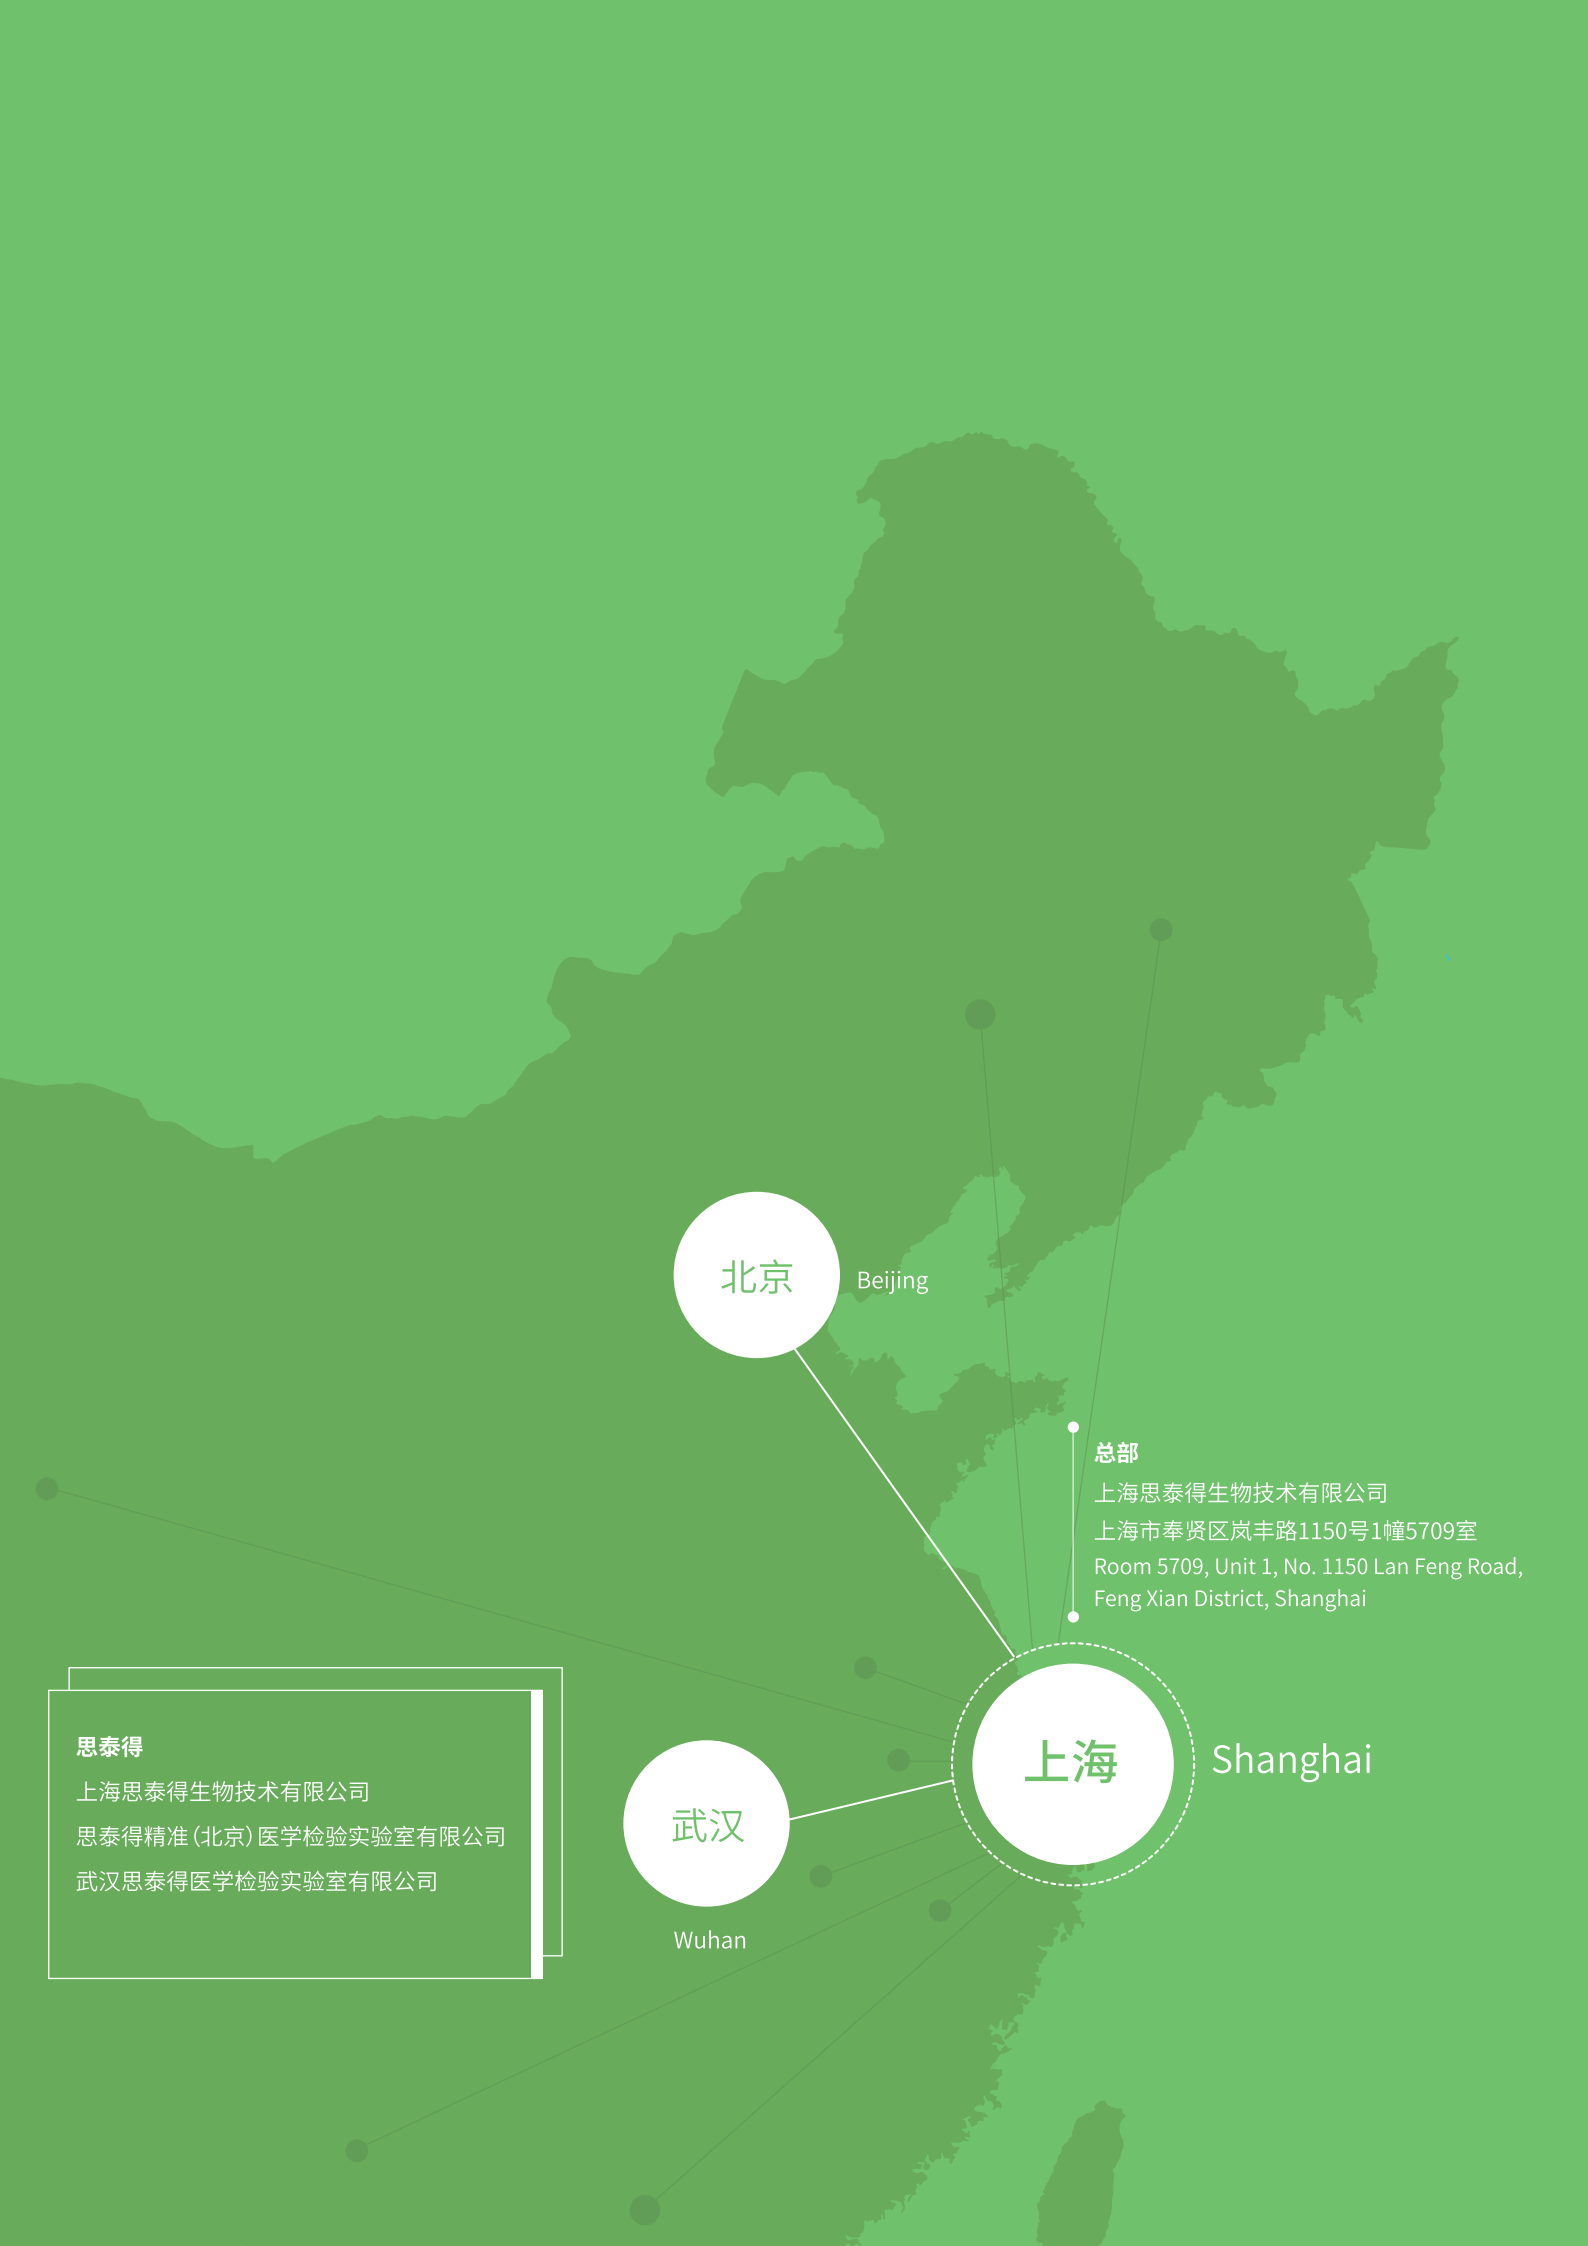 北京
Beijing
总部
上海思泰得生物技术有限公司
上海市奉贤区岚丰路1150号1幢5709室
Room 5709, Unit 1, No. 1150 Lan Feng Road,
Feng Xian District, Shanghai
上海
Shanghai
思泰得
上海思泰得生物技术有限公司
思泰得精准（北京）医学检验实验室有限公司
武汉思泰得医学检验实验室有限公司
武汉
Wuhan